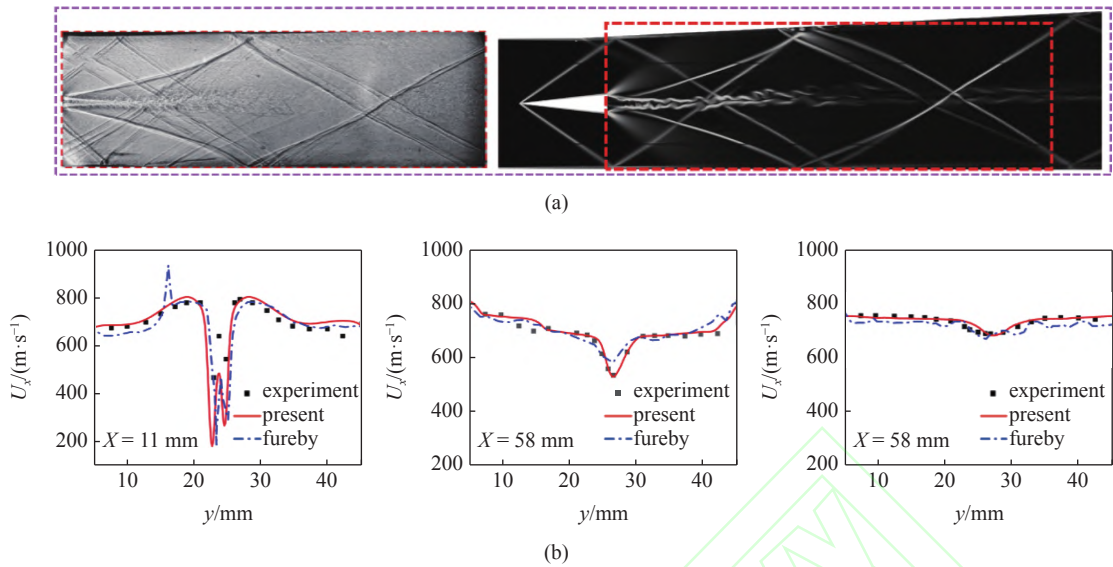 (a)
1000
800
600
400
200
U_x/(m·s⁻¹)
experiment
present
fureby
X = 11 mm
10 20 30 40
y/mm
1000
800
600
400
200
U_x/(m·s⁻¹)
experiment
present
fureby
X = 58 mm
10 20 30 40
y/mm
1000
800
600
400
200
U_x/(m·s⁻¹)
experiment
present
fureby
X = 58 mm
10 20 30 40
y/mm
(b)